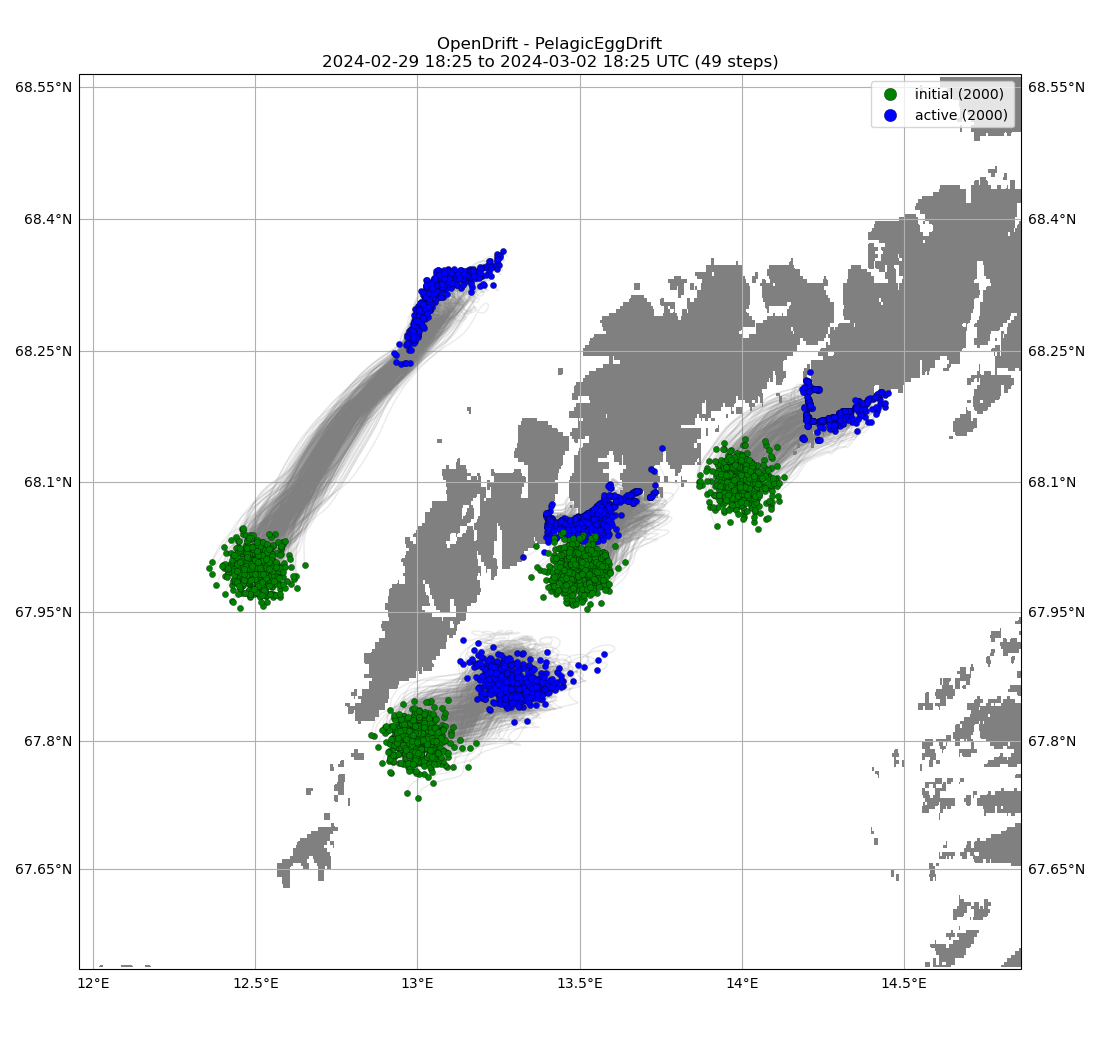 OpenDrift - PelagicEggDrift
2024-02-29 18:25 to 2024-03-02 18:25 UTC (49 steps)
initial (2000)
active (2000)
68.55°N
68.55°N
68.4°N
68.4°N
68.25°N
68.25°N
68.1°N
68.1°N
67.95°N
67.95°N
67.8°N
67.8°N
67.65°N
67.65°N
12°E
12.5°E
13°E
13.5°E
14°E
14.5°E